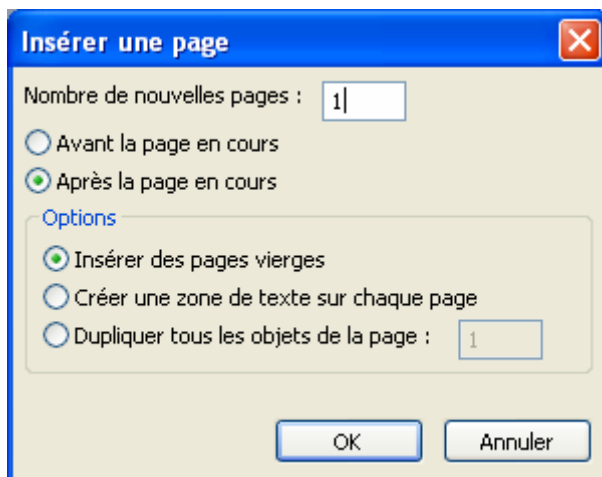 Insérer une page
Nombre de nouvelles pages : 1
Avant la page en cours
Après la page en cours
Options
Insérer des pages vierges
Créer une zone de texte sur chaque page
Dupliquer tous les objets de la page : 1
OK Annuler